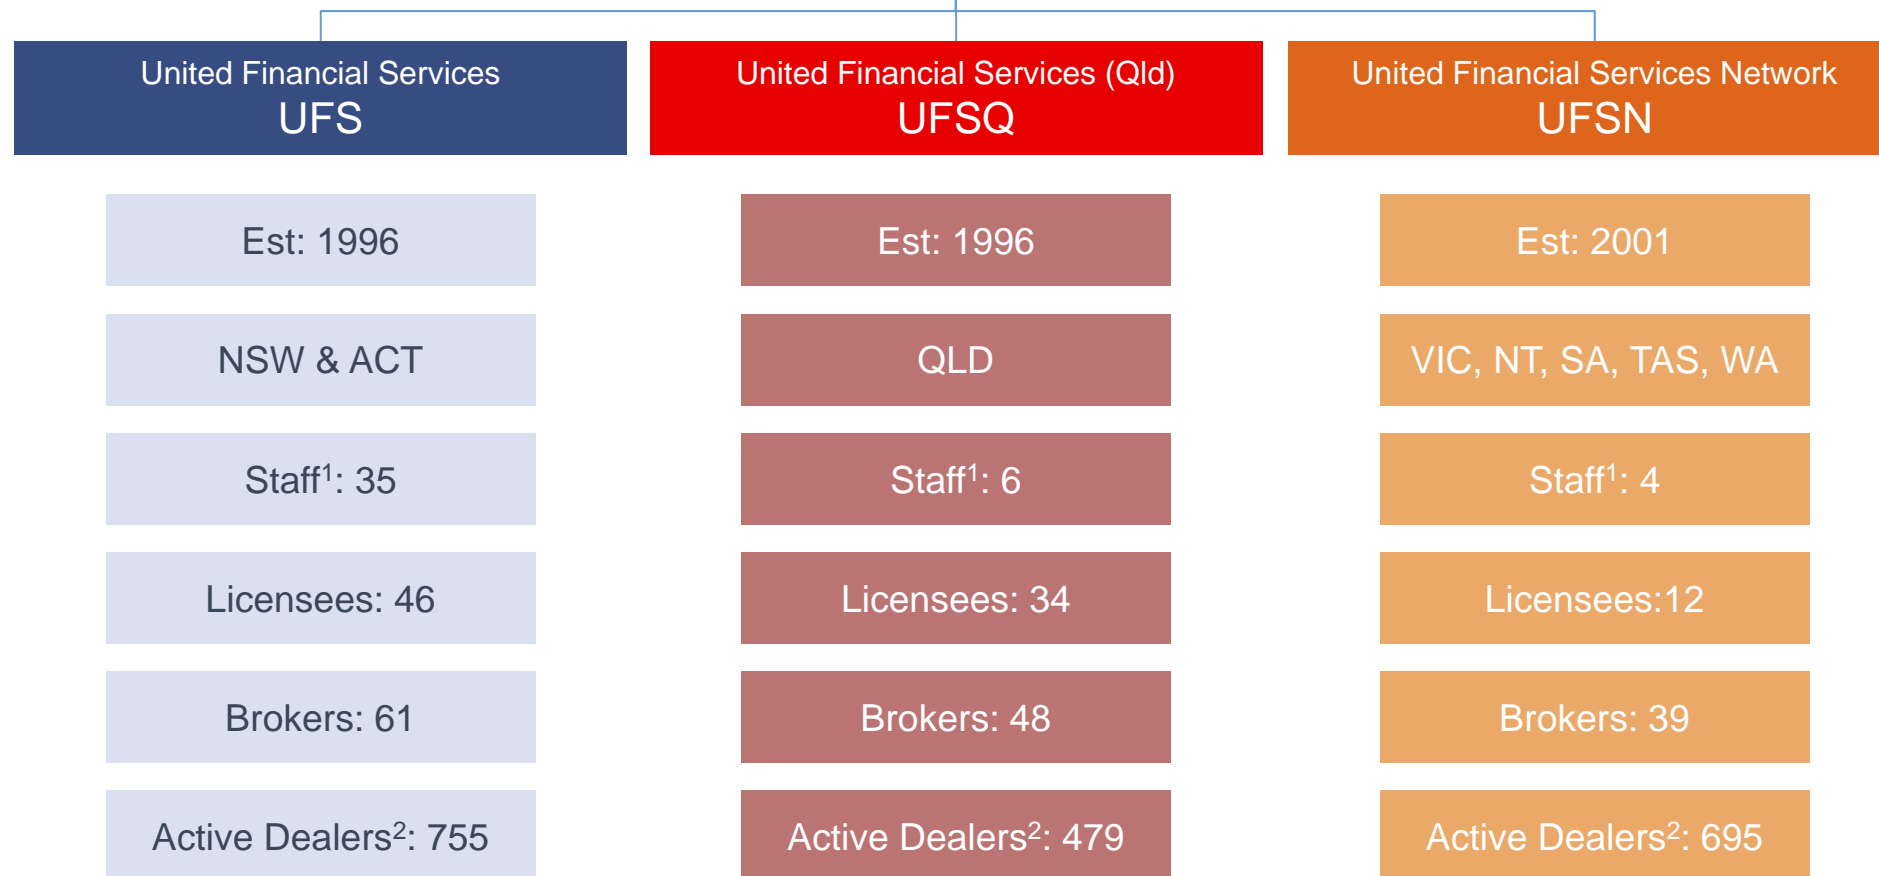 United Financial Services
UFS
Est: 1996
NSW & ACT
Staff¹: 35
Licensees: 46
Brokers: 61
Active Dealers²: 755
United Financial Services (Qld)
UFSQ
Est: 1996
QLD
Staff¹: 6
Licensees: 34
Brokers: 48
Active Dealers²: 479
United Financial Services Network
UFSN
Est: 2001
VIC, NT, SA, TAS, WA
Staff¹: 4
Licensees:12
Brokers: 39
Active Dealers²: 695